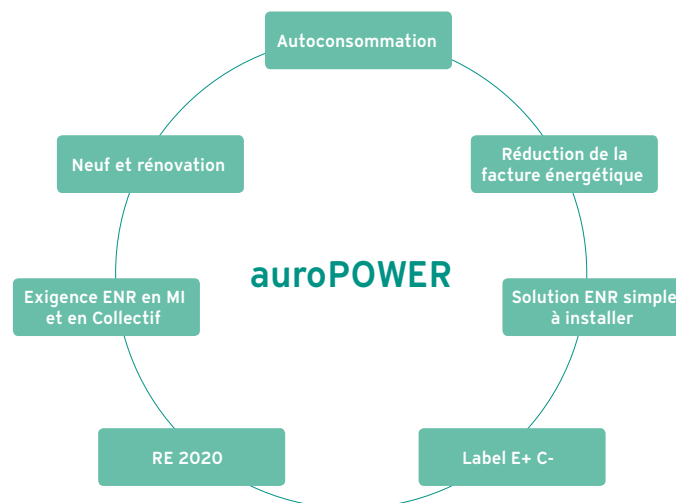 Autoconsommation
Neuf et rénovation
Réduction de la
facture énergétique
auroPOWER
Exigence ENR en MI
et en Collectif
Solution ENR simple
à installer
RE 2020
Label E+ C-